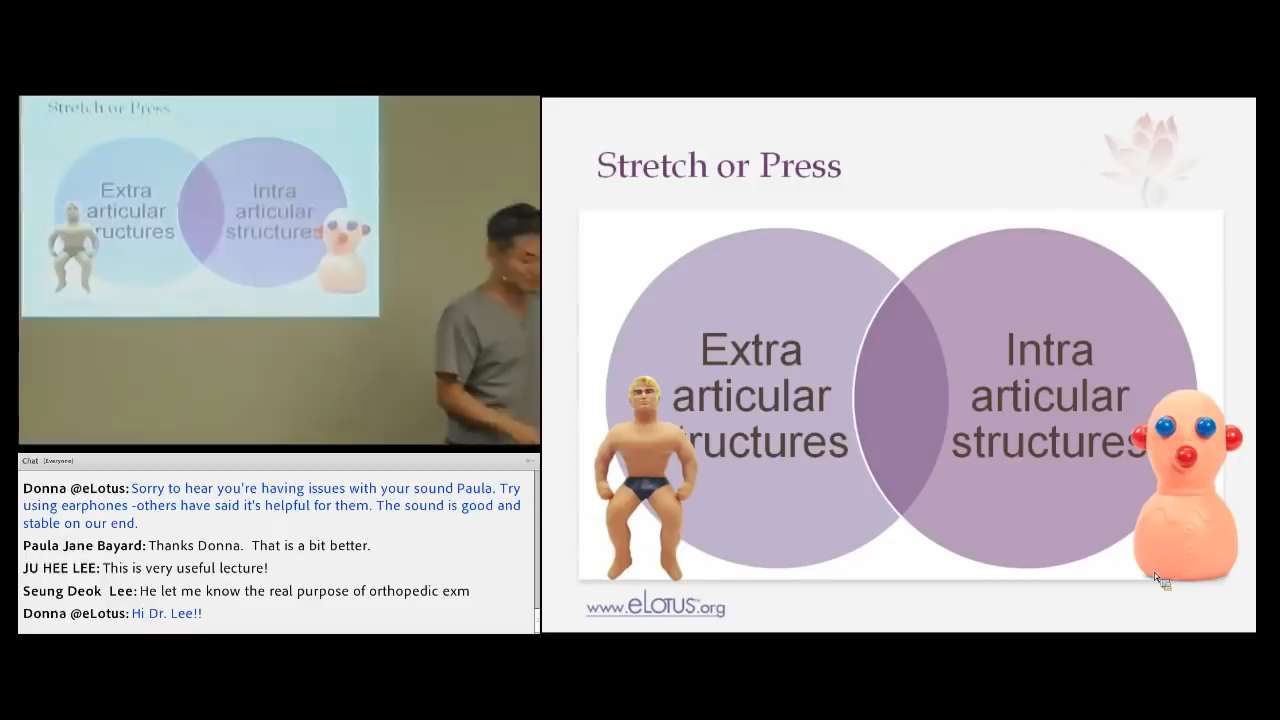 Stretch or Press
Extra
articular
ructures
Intra
articular
structures
Stretch or Press
Extra
articular
tructures
Intra
articular
structures
www.eLOTUS.org
Chat (Everyone)
Donna @eLotus: Sorry to hear you're having issues with your sound Paula. Try
using earphones -others have said it's helpful for them. The sound is good and
stable on our end.
Paula Jane Bayard: Thanks Donna.  That is a bit better.
JU HEE LEE: This is very useful lecture!
Seung Deok  Lee: He let me know the real purpose of orthopedic exm
Donna @eLotus: Hi Dr. Lee!!